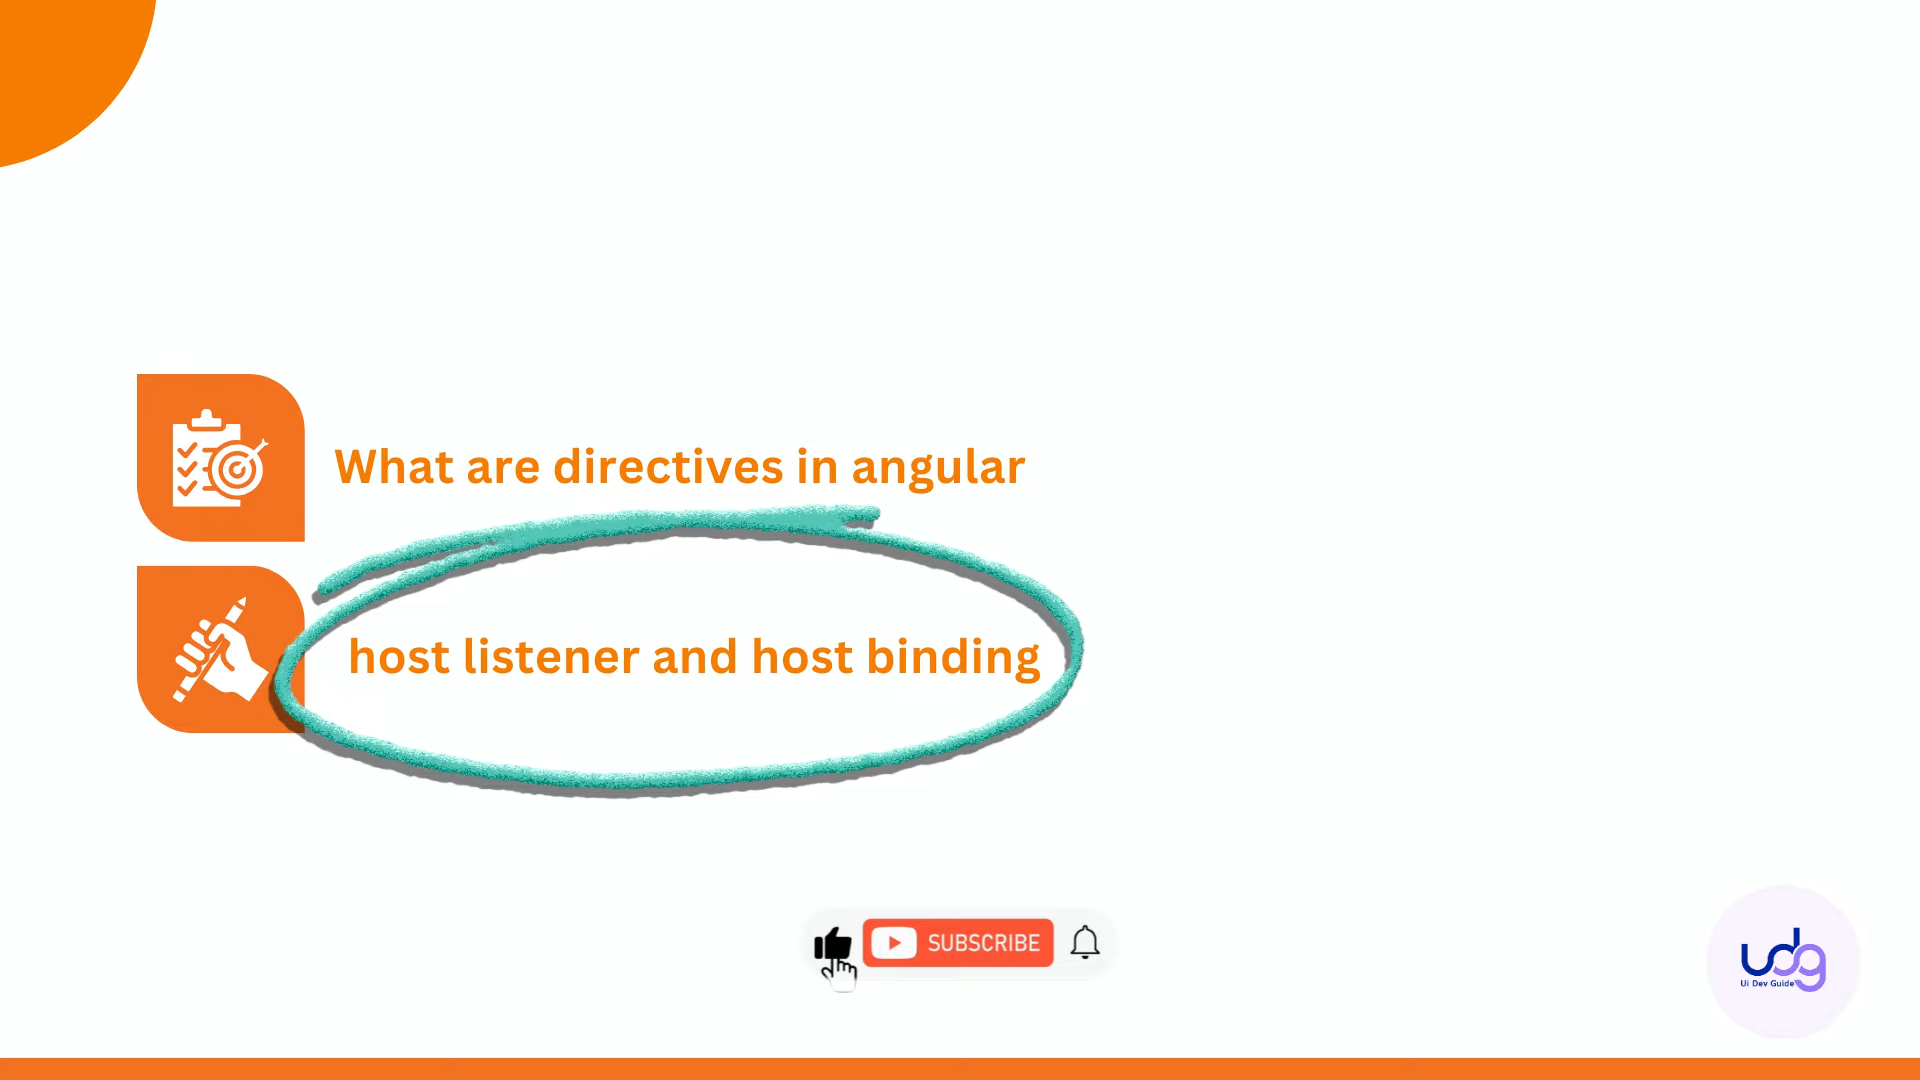 What are directives in angular
host listener and host binding
SUBSCRIBE
udg
Ui Dev Guide